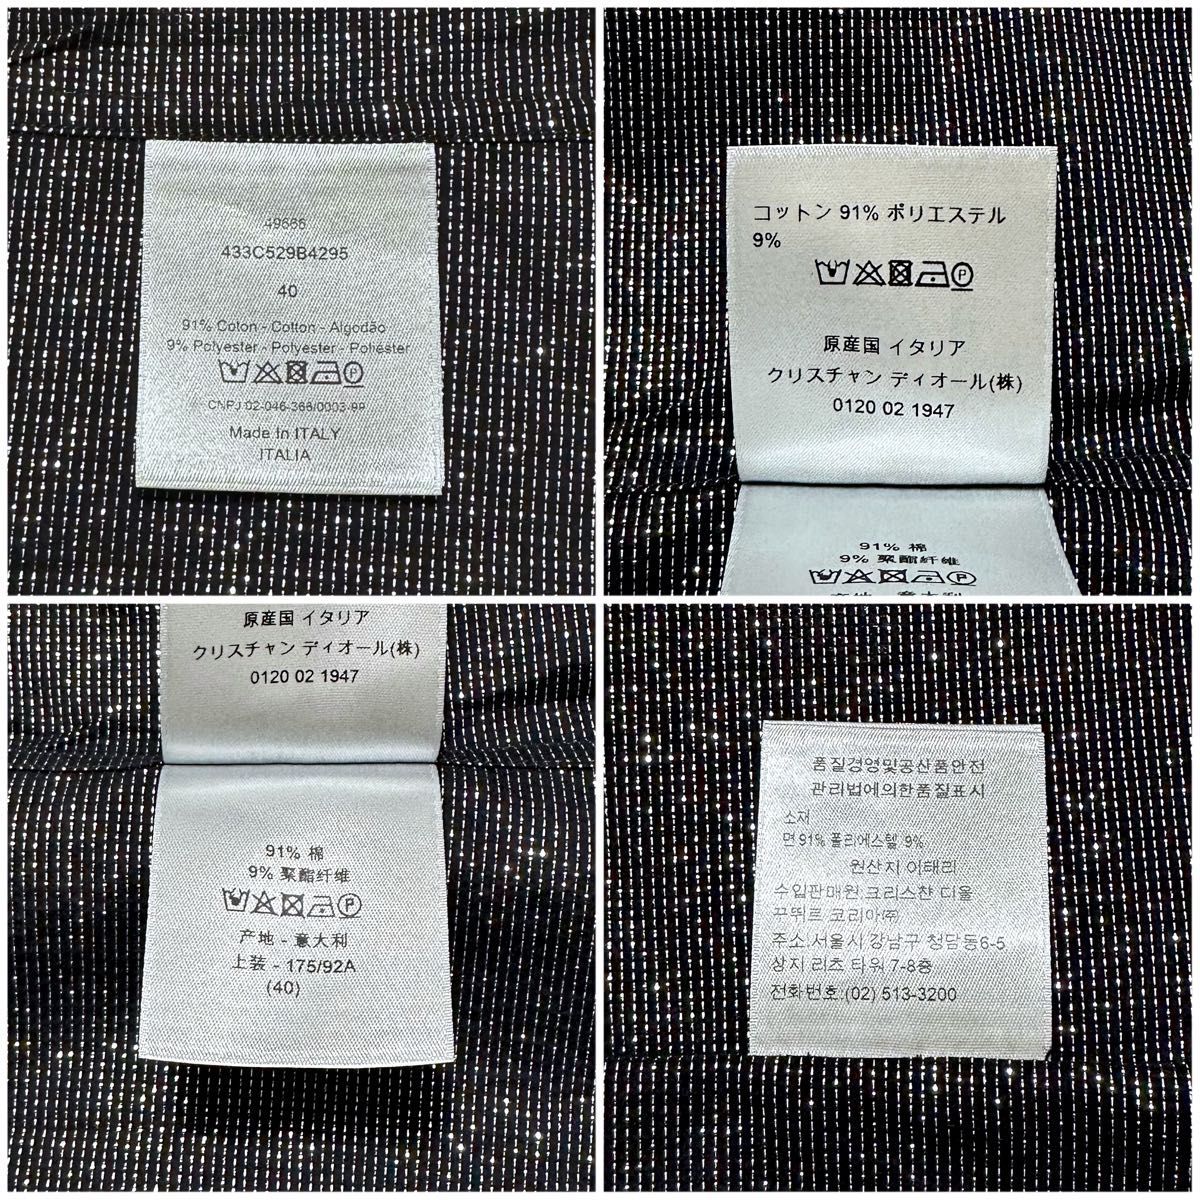 49666
433C529B4295
40
91% Coton - Cotton - Algodão
9% Polyester - Polyester - Poliéster
CNPJ 02-046-366/0003-99
Made In ITALY
ITALIA
コットン 91% ポリエステル
9%
原産国 イタリア
クリスチャン ディオール(株)
0120 02 1947
91% 棉
9% 聚酯纤维
产地 - 意大利
原産国 イタリア
クリスチャン ディオール(株)
0120 02 1947
91% 棉
9% 聚酯纤维
产地 - 意大利
上装 - 175/92A
(40)
품질경영및공산품안전
관리법에의한품질표시
소재
면 91% 폴리에스텔 9%
원산지 이태리
수입판매원:크리스챤 디올
꾸뛰르 코리아㈜
주소:서울시 강남구 청담동6-5
상지 리츠 타워 7-8층
전화번호:(02) 513-3200